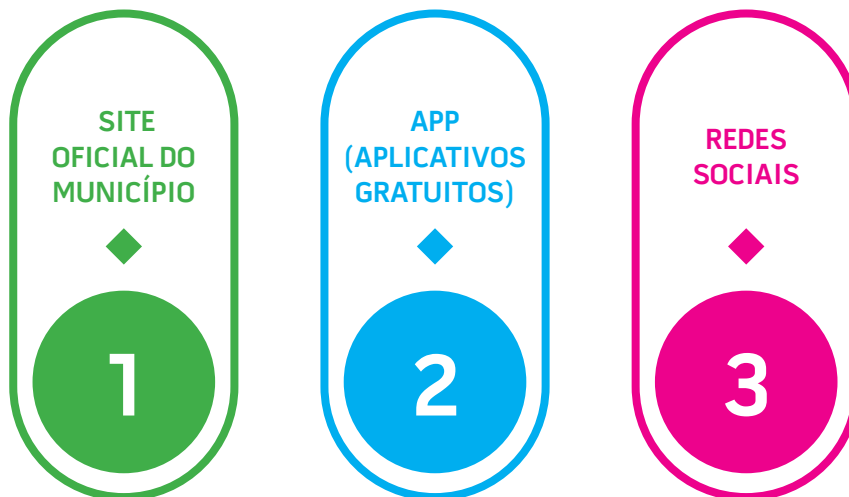 SITE
OFICIAL DO
MUNICÍPIO
1
APP
(APLICATIVOS
GRATUITOS)
2
REDES
SOCIAIS
3